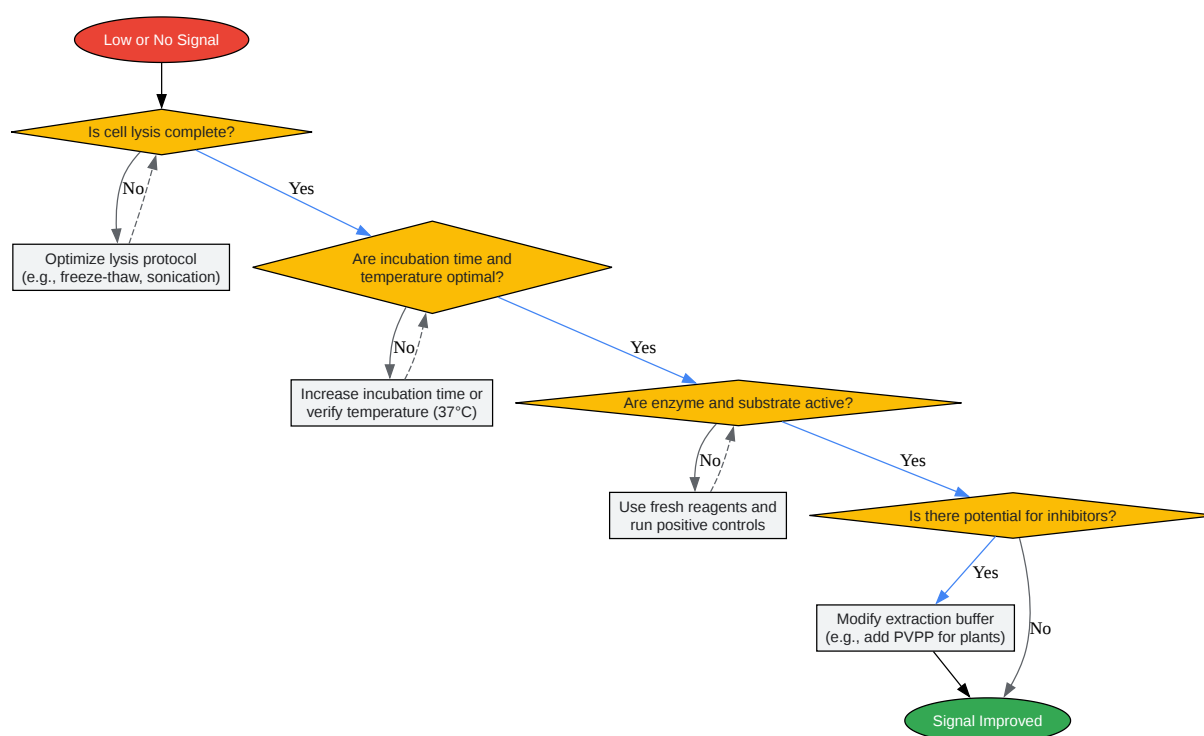 Low or No Signal
Is cell lysis complete?
No
Yes
Optimize lysis protocol
(e.g., freeze-thaw, sonication)
Are incubation time and
temperature optimal?
No
Yes
Increase incubation time or
verify temperature (37°C)
Are enzyme and substrate active?
No
Yes
Use fresh reagents and
run positive controls
Is there potential for inhibitors?
Yes
No
Modify extraction buffer
(e.g., add PVPP for plants)
Signal Improved